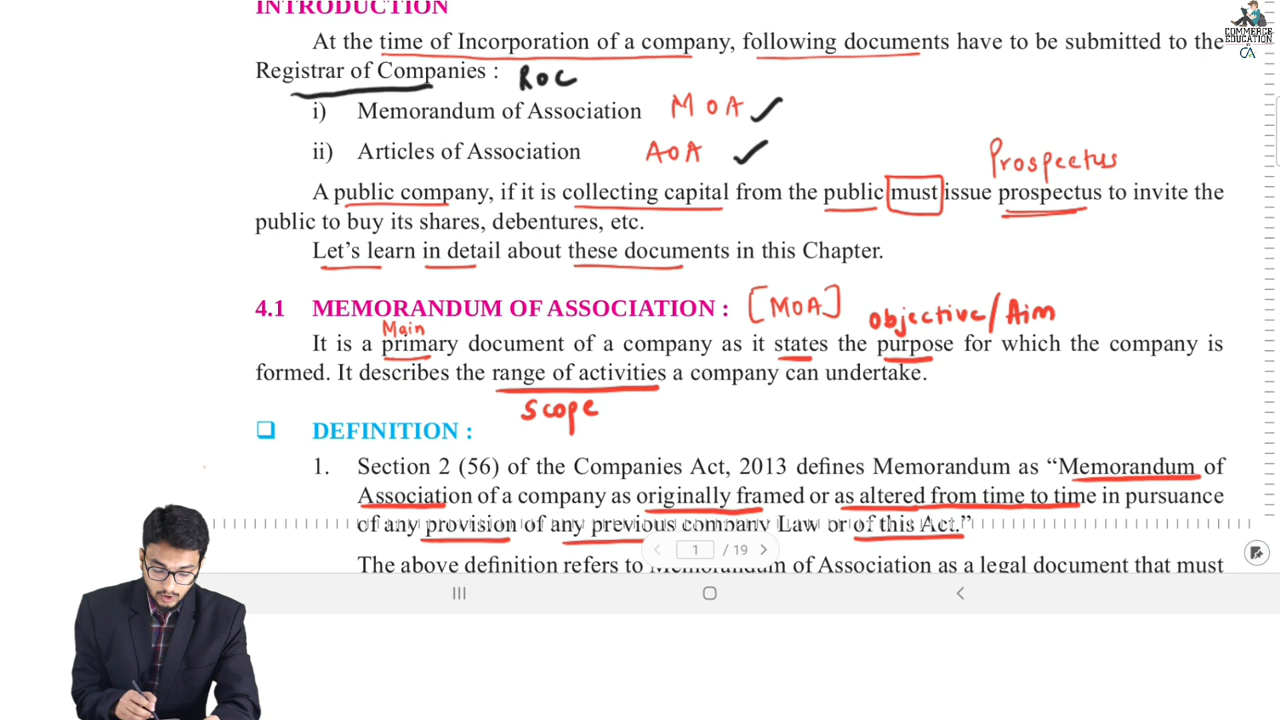 INTRODUCTION
COMMERCE
EDUCATION
BY
CA
At the time of Incorporation of a company, following documents have to be submitted to the
Registrar of Companies : ROC
i) Memorandum of Association MOA
ii) Articles of Association AOA
Prospectus
A public company, if it is collecting capital from the public must issue prospectus to invite the
public to buy its shares, debentures, etc.
Let's learn in detail about these documents in this Chapter.
4.1 MEMORANDUM OF ASSOCIATION : [MOA]
Main Objective/Aim
It is a primary document of a company as it states the purpose for which the company is
formed. It describes the range of activities a company can undertake.
Scope
DEFINITION :
1. Section 2 (56) of the Companies Act, 2013 defines Memorandum as “Memorandum of
Association of a company as originally framed or as altered from time to time in pursuance
of any provision of any previous company Law or of this Act.”
1 / 19
The above definition refers to Memorandum of Association as a legal document that must